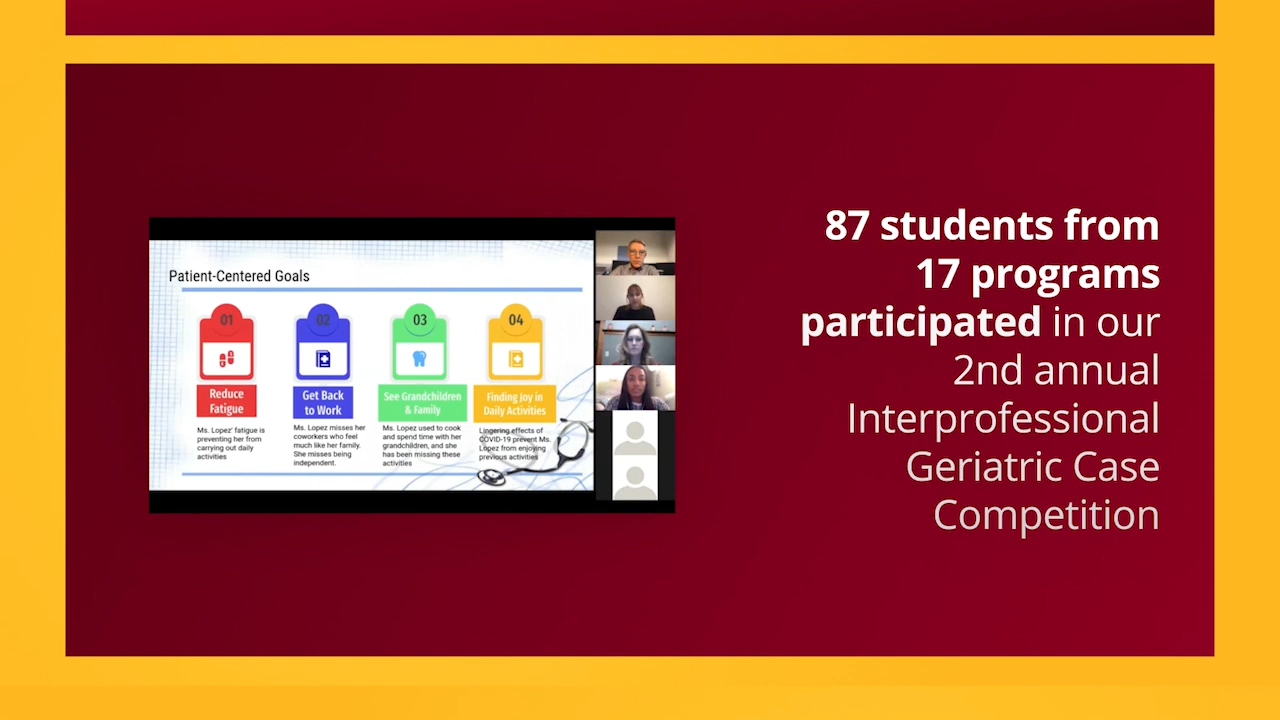 Patient-Centered Goals
01
02
03
04
Reduce
Fatigue
Get Back
to Work
See Grandchildren
& Family
Finding Joy in
Daily Activities
Ms. Lopez' fatigue is
preventing her from
carrying out daily
activities
Ms. Lopez misses her
coworkers who feel
much like her family.
She misses being
independent.
Ms. Lopez used to cook
and spend time with her
grandchildren, and she
has been missing these
activities
Lingering effects of
COVID-19 prevent Ms.
Lopez from enjoying
previous activities
87 students from
17 programs
participated in our
2nd annual
Interprofessional
Geriatric Case
Competition